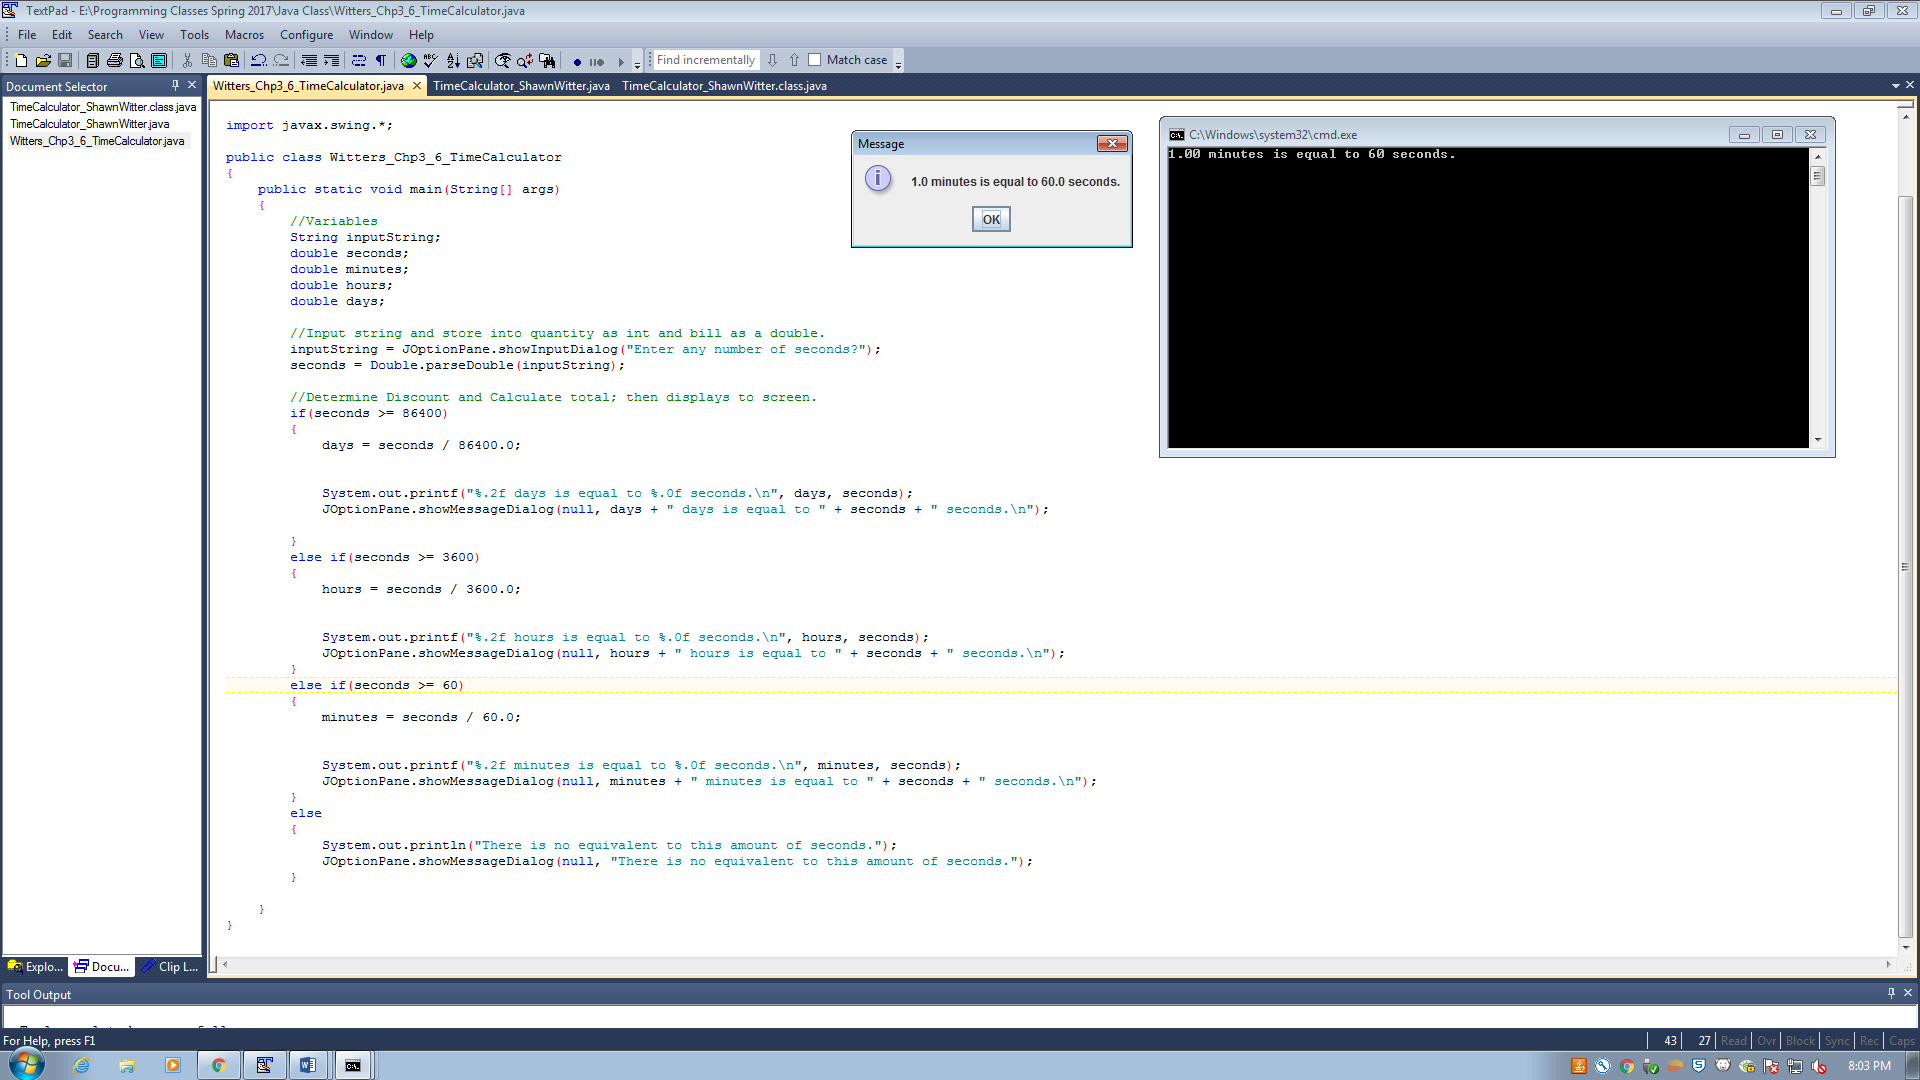 TextPad - E:\Programming Classes Spring 2017\Java Class\Witters_Chp3_6_TimeCalculator.java
File Edit Search View Tools Macros Configure Window Help
Find incrementally Match case
Document Selector
TimeCalculator_ShawnWitter.class.java
TimeCalculator_ShawnWitter.java
Witters_Chp3_6_TimeCalculator.java
Witters_Chp3_6_TimeCalculator.java TimeCalculator_ShawnWitter.java TimeCalculator_ShawnWitter.class.java
import javax.swing.*;
public class Witters_Chp3_6_TimeCalculator
{
public static void main(String[] args)
{
//Variables
String inputString;
double seconds;
double minutes;
double hours;
double days;
//Input string and store into quantity as int and bill as a double.
inputString = JOptionPane.showInputDialog("Enter any number of seconds?");
seconds = Double.parseDouble(inputString);
//Determine Discount and Calculate total; then displays to screen.
if(seconds >= 86400)
{
days = seconds / 86400.0;
System.out.printf("%.2f days is equal to %.0f seconds.\n", days, seconds);
JOptionPane.showMessageDialog(null, days + " days is equal to " + seconds + " seconds.\n");
}
else if(seconds >= 3600)
{
hours = seconds / 3600.0;
System.out.printf("%.2f hours is equal to %.0f seconds.\n", hours, seconds);
JOptionPane.showMessageDialog(null, hours + " hours is equal to " + seconds + " seconds.\n");
}
else if(seconds >= 60)
{
minutes = seconds / 60.0;
System.out.printf("%.2f minutes is equal to %.0f seconds.\n", minutes, seconds);
JOptionPane.showMessageDialog(null, minutes + " minutes is equal to " + seconds + " seconds.\n");
}
else
{
System.out.println("There is no equivalent to this amount of seconds.");
JOptionPane.showMessageDialog(null, "There is no equivalent to this amount of seconds.");
}
}
}
Message
1.0 minutes is equal to 60.0 seconds.
OK
C:\Windows\system32\cmd.exe
1.00 minutes is equal to 60 seconds.
Explo... Docu... Clip L...
Tool Output
For Help, press F1
43 27 Read Ovr Block Sync Rec Caps
8:03 PM